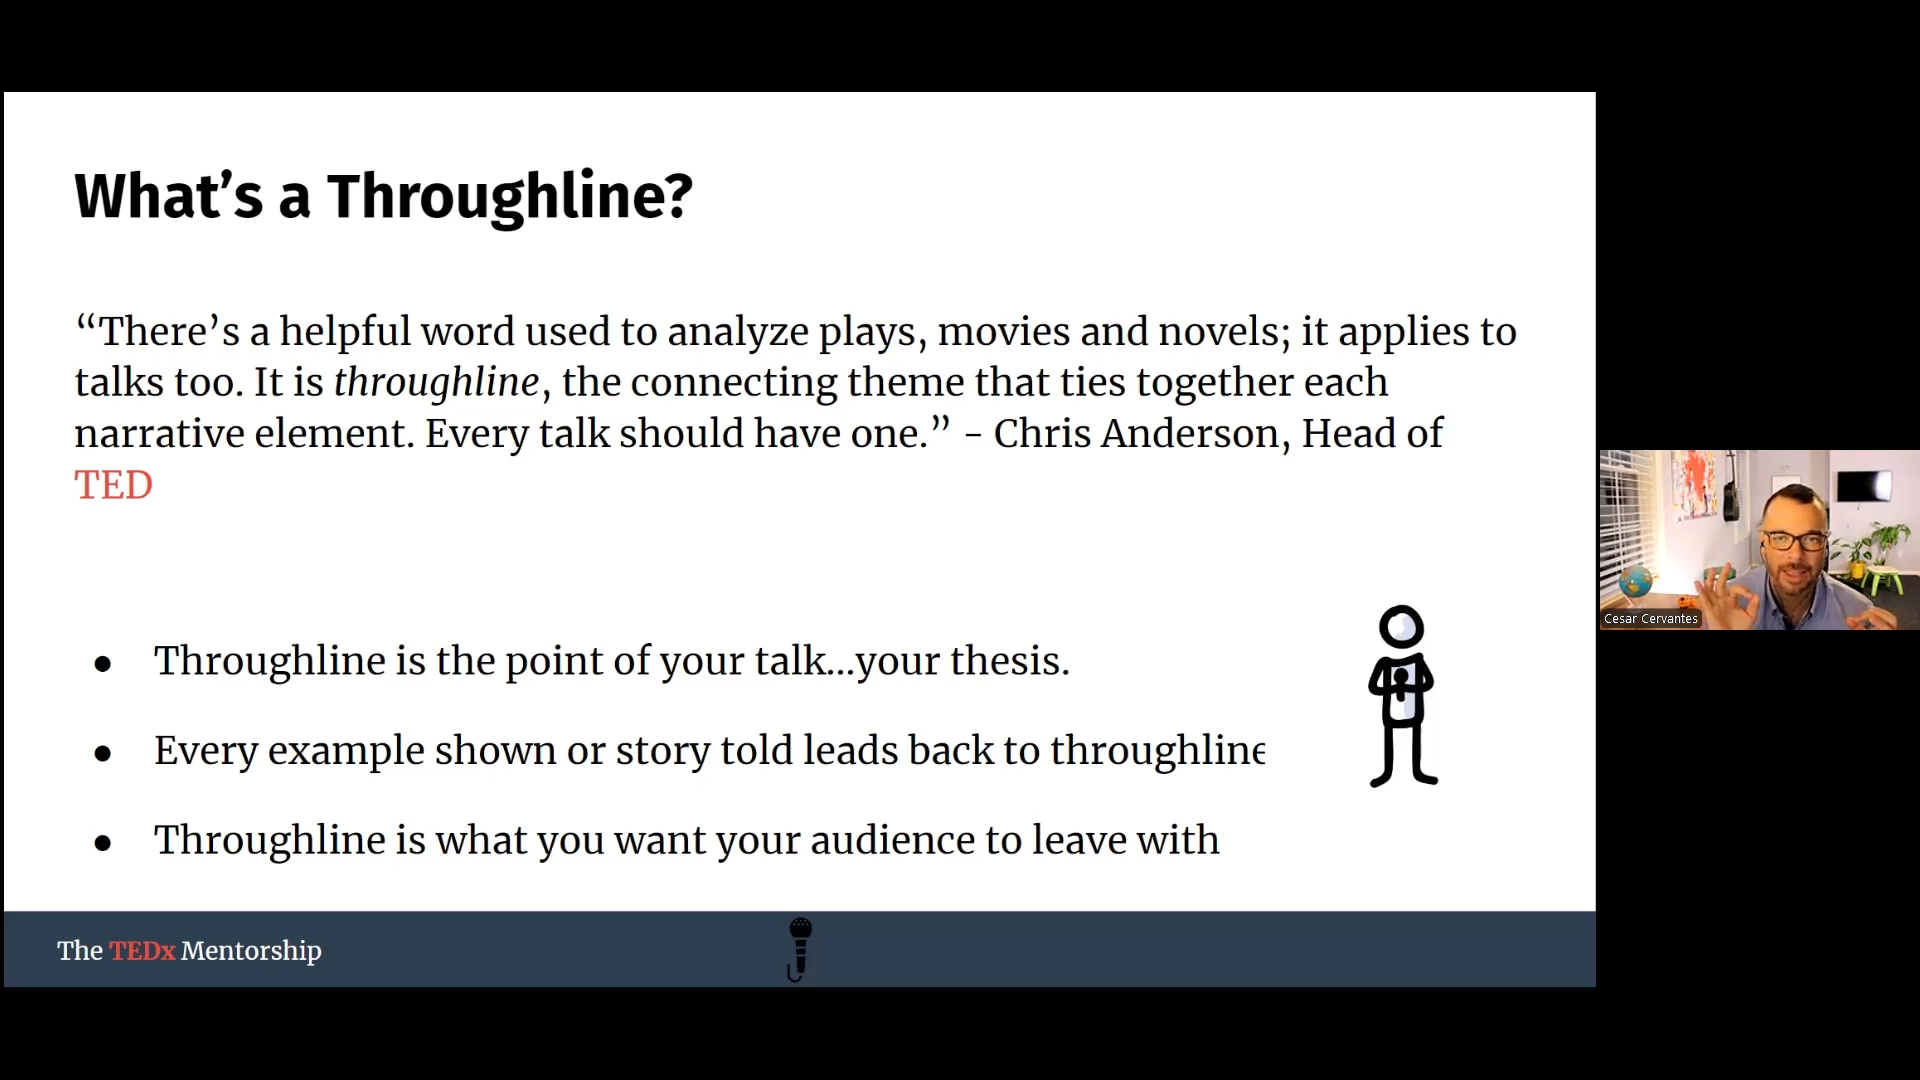 What’s a Throughline?
“There’s a helpful word used to analyze plays, movies and novels; it applies to
talks too. It is throughline, the connecting theme that ties together each
narrative element. Every talk should have one.” - Chris Anderson, Head of
TED
● Throughline is the point of your talk...your thesis.
● Every example shown or story told leads back to throughline
● Throughline is what you want your audience to leave with
The TEDx Mentorship
Cesar Cervantes